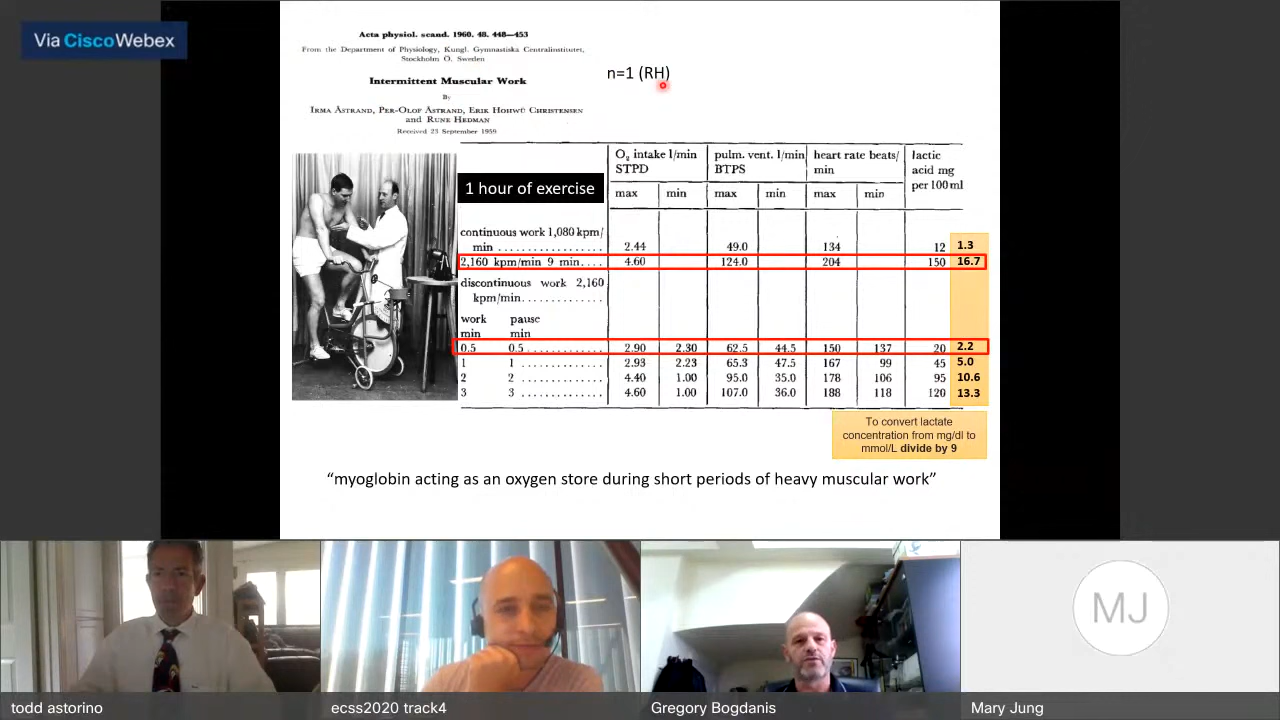 Via Cisco Webex
Acta physiol. scand. 1960. 48. 448—453
From the Department of Physiology, Kungl. Gymnastiska Centralinstitutet,
Stockholm Ö. Sweden
Intermittent Muscular Work
By
IRMA ÅSTRAND, PER-OLOF ÅSTRAND, ERIK HOHWÜ CHRISTENSEN
and RUNE HEDMAN
Received 23 September 1959
n=1 (RH)
1 hour of exercise
O₂ intake l/min STPD pulm. vent. l/min BTPS heart rate beats/min lactic acid mg per 100 ml
max min max min max min
continuous work 1,080 kpm/
min .................. 2.44 49.0 134 12 1.3
2,160 kpm/min 9 min.... 4.60 124.0 204 150 16.7
discontinuous work 2,160
kpm/min..............
work pause
min min
0.5 0.5............ 2.90 2.30 62.5 44.5 150 137 20 2.2
1 1 ............. 2.93 2.23 65.3 47.5 167 99 45 5.0
2 2 ............. 4.40 1.00 95.0 35.0 178 106 95 10.6
3 3 ............. 4.60 1.00 107.0 36.0 188 118 120 13.3
To convert lactate
concentration from mg/dl to
mmol/L divide by 9
“myoglobin acting as an oxygen store during short periods of heavy muscular work”
MJ
todd astorino
ecss2020 track4
Gregory Bogdanis
Mary Jung